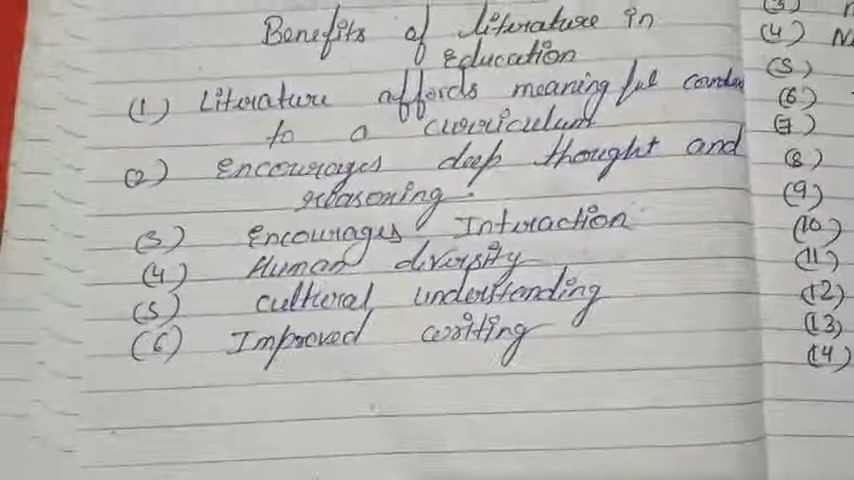 Benefits of literature in
Education
(1) Literature affords meaningful
to a curriculum
(2) Encourages deep thought and
reasoning.
(3) Encourages Interaction
(4) Human diversity
(5) cultural understanding
(6) Improved writing
(3)
(4)
(5)
(6)
(7)
(8)
(9)
(10)
(11)
(12)
(13)
(14)